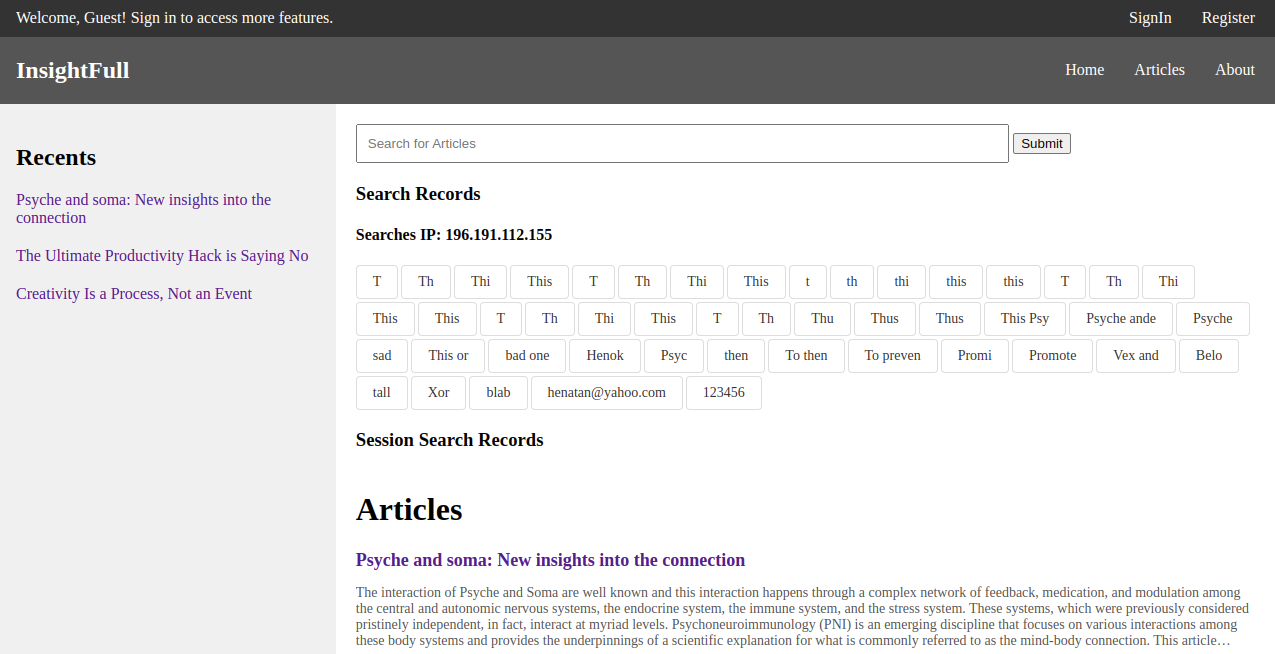 Welcome, Guest! Sign in to access more features. SignIn Register
InsightFull Home Articles About
Recents
Psyche and soma: New insights into the
connection
The Ultimate Productivity Hack is Saying No
Creativity Is a Process, Not an Event
Search for Articles Submit
Search Records
Searches IP: 196.191.112.155
T Th Thi This T Th Thi This t th thi this this T Th Thi
This This T Th Thi This T Th Thu Thus Thus This Psy Psyche ande Psyche
sad This or bad one Henok Psyc then To then To preven Promi Promote Vex and Belo
tall Xor blab henatan@yahoo.com 123456
Session Search Records
Articles
Psyche and soma: New insights into the connection
The interaction of Psyche and Soma are well known and this interaction happens through a complex network of feedback, medication, and modulation among
the central and autonomic nervous systems, the endocrine system, the immune system, and the stress system. These systems, which were previously considered
pristinely independent, in fact, interact at myriad levels. Psychoneuroimmunology (PNI) is an emerging discipline that focuses on various interactions among
these body systems and provides the underpinnings of a scientific explanation for what is commonly referred to as the mind-body connection. This article…